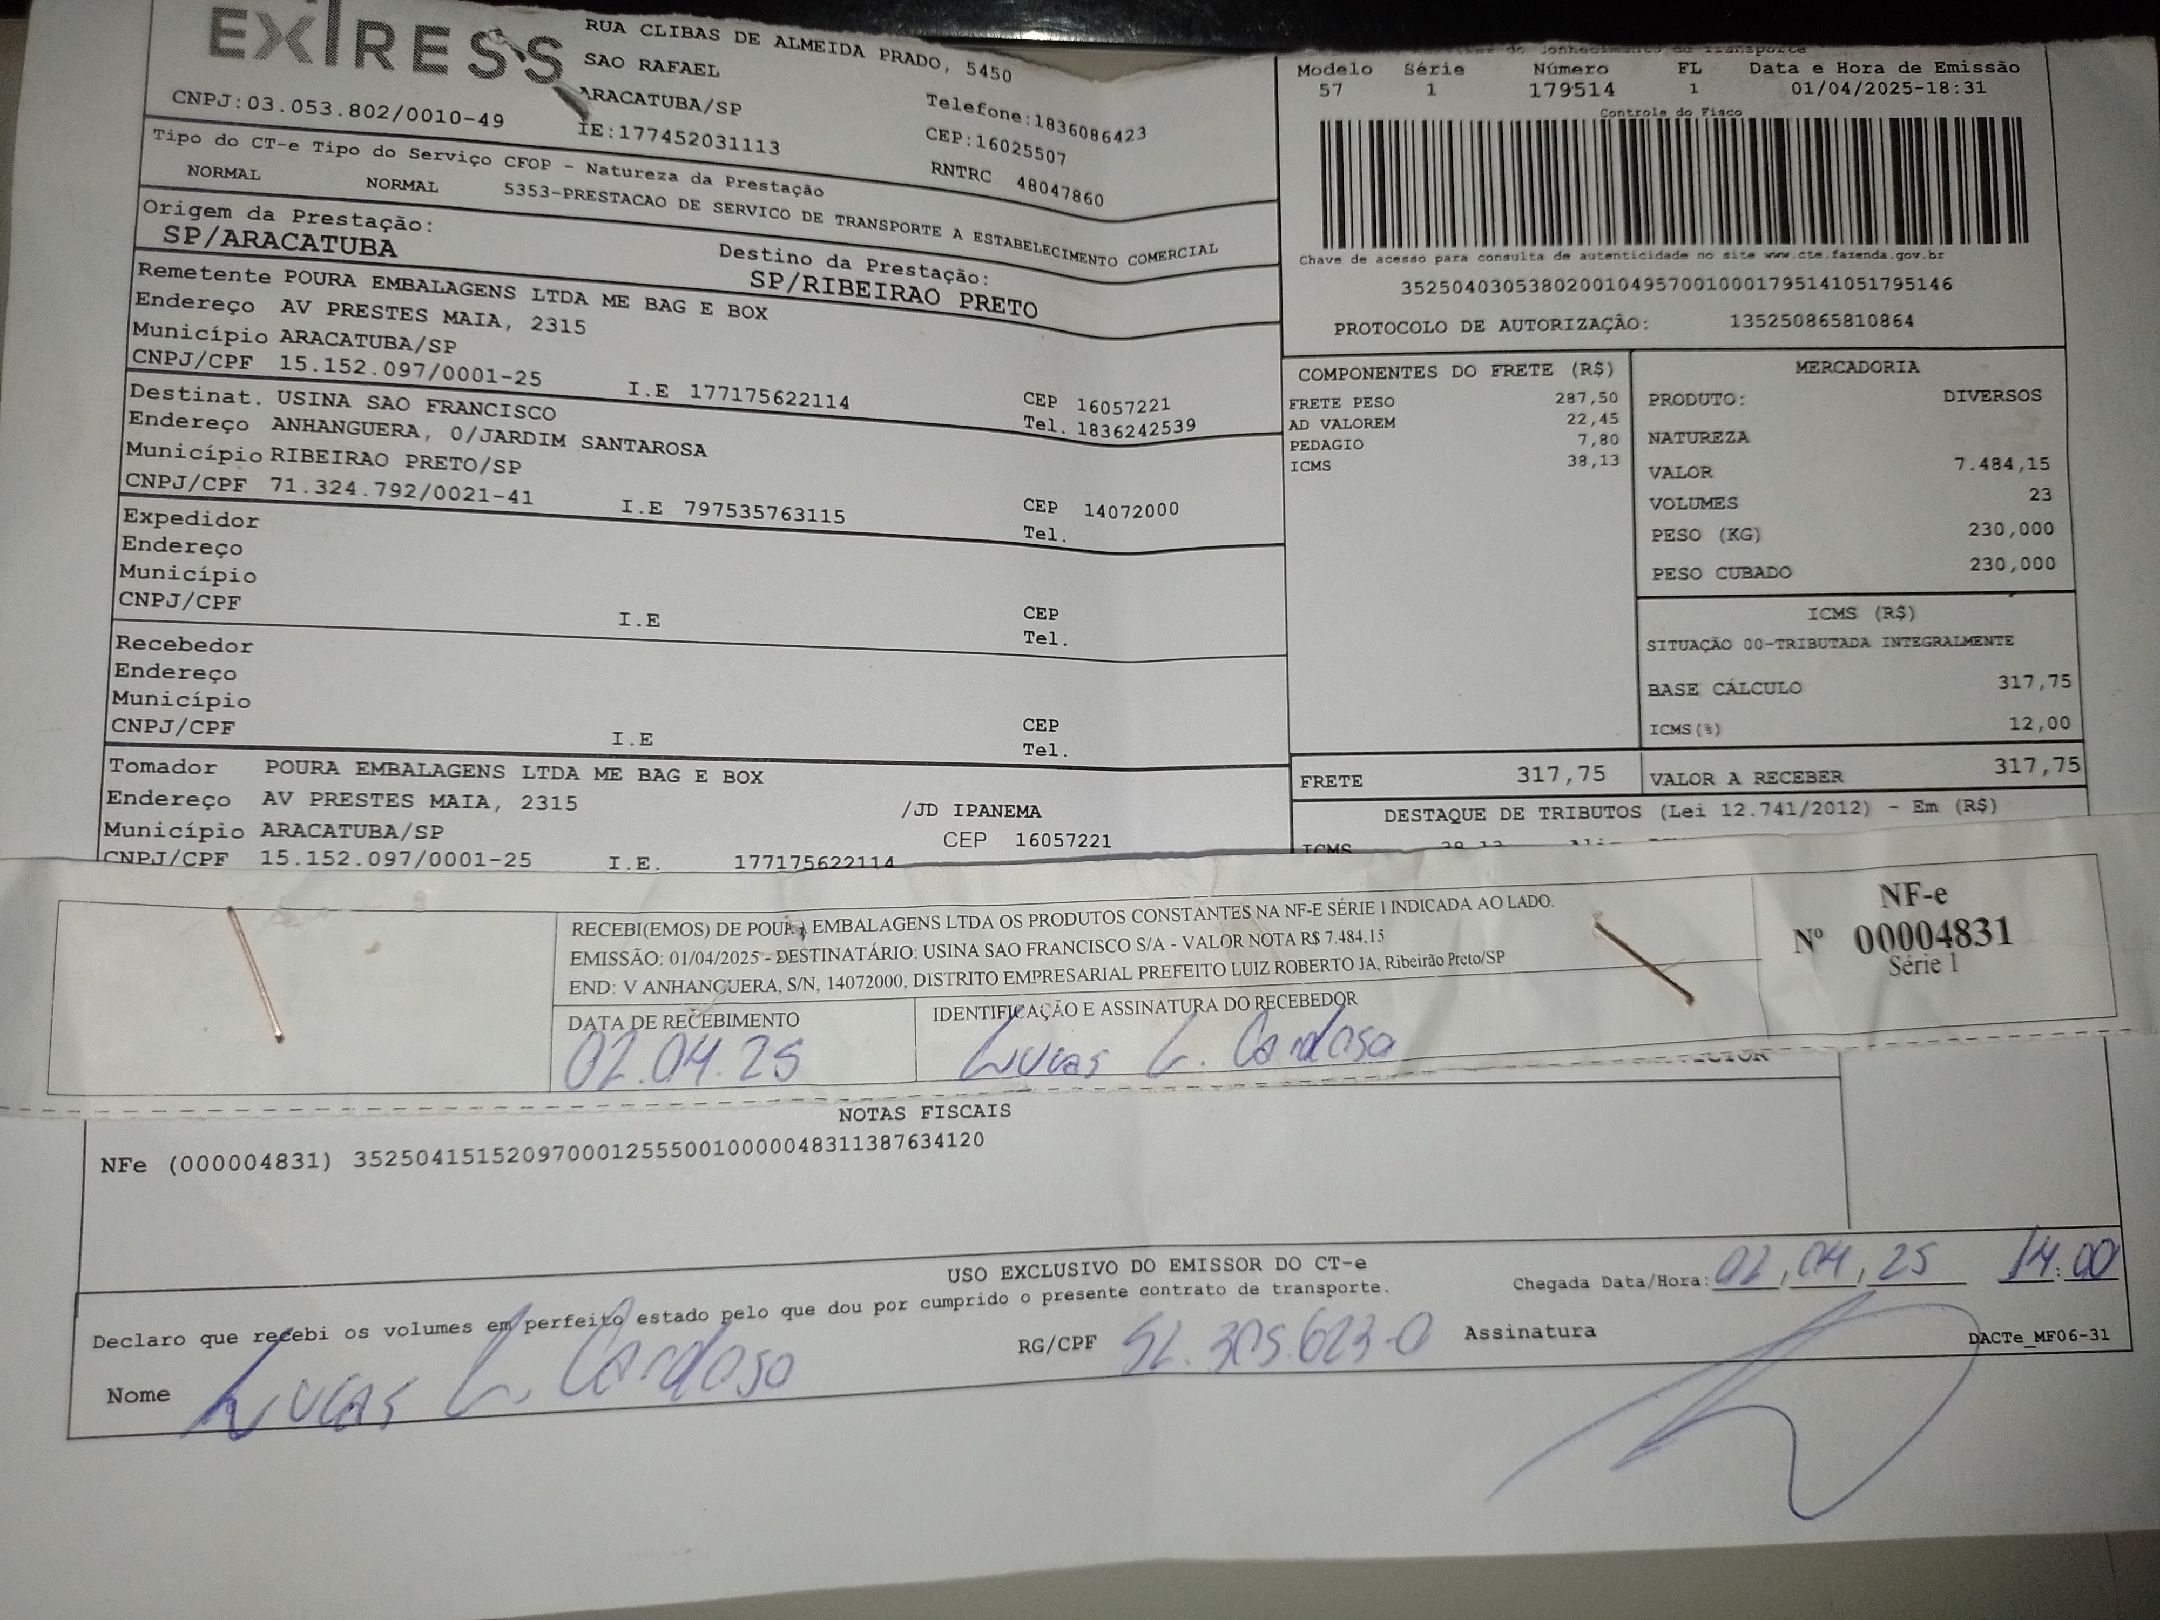 EXPRESS
RUA CLIBAS DE ALMEIDA PRADO, 5450
SAO RAFAEL
ARACATUBA/SP
Telefone:1836086423
CNPJ:03.053.802/0010-49
IE:177452031113
CEP:16025507
RNTRC 48047860
Tipo do CT-e Tipo do Serviço CFOP - Natureza da Prestação
NORMAL NORMAL 5353-PRESTACAO DE SERVICO DE TRANSPORTE A ESTABELECIMENTO COMERCIAL
Origem da Prestação:
SP/ARACATUBA
Destino da Prestação:
SP/RIBEIRAO PRETO
Remetente POURA EMBALAGENS LTDA ME BAG E BOX
Endereço AV PRESTES MAIA, 2315
Município ARACATUBA/SP CEP 16057221
CNPJ/CPF 15.152.097/0001-25 I.E 177175622114 Tel. 1836242539
Destinat. USINA SAO FRANCISCO
Endereço ANHANGUERA, 0/JARDIM SANTAROSA
Município RIBEIRAO PRETO/SP CEP 14072000
CNPJ/CPF 71.324.792/0021-41 I.E 797535763115 Tel.
Expedidor
Endereço
Município CEP
CNPJ/CPF I.E Tel.
Recebedor
Endereço
Município CEP
CNPJ/CPF I.E Tel.
Tomador POURA EMBALAGENS LTDA ME BAG E BOX
Endereço AV PRESTES MAIA, 2315 /JD IPANEMA
Município ARACATUBA/SP CEP 16057221
CNPJ/CPF 15.152.097/0001-25 I.E. 177175622114
Modelo Série Número FL Data e Hora de Emissão
57 1 179514 1 01/04/2025-18:31
Controle do Fisco
Chave de acesso para consulta de autenticidade no site www.cte.fazenda.gov.br
35250403053802001049570010001795141051795146
PROTOCOLO DE AUTORIZAÇÃO: 135250865810864
COMPONENTES DO FRETE (R$)
FRETE PESO 287,50
AD VALOREM 22,45
PEDAGIO 7,80
ICMS 38,13
MERCADORIA
PRODUTO: DIVERSOS
NATUREZA
VALOR 7.484,15
VOLUMES 23
PESO (KG) 230,000
PESO CUBADO 230,000
ICMS (R$)
SITUAÇÃO 00-TRIBUTADA INTEGRALMENTE
BASE CÁLCULO 317,75
ICMS(%) 12,00
FRETE 317,75 VALOR A RECEBER 317,75
DESTAQUE DE TRIBUTOS (Lei 12.741/2012) - Em (R$)
ICMS
RECEBI(EMOS) DE POURA EMBALAGENS LTDA OS PRODUTOS CONSTANTES NA NF-E SÉRIE 1 INDICADA AO LADO.
EMISSÃO: 01/04/2025 - DESTINATÁRIO: USINA SAO FRANCISCO S/A - VALOR NOTA R$ 7.484,15
END: V ANHANGUERA, S/N, 14072000, DISTRITO EMPRESARIAL PREFEITO LUIZ ROBERTO JA, Ribeirão Preto/SP
DATA DE RECEBIMENTO
02.04.25
IDENTIFICAÇÃO E ASSINATURA DO RECEBEDOR
Lucas L. Cardoso
NF-e
Nº 00004831
Série 1
NOTAS FISCAIS
NFe (000004831) 35250415152097000125550010000048311387634120
USO EXCLUSIVO DO EMISSOR DO CT-e
Declaro que recebi os volumes em perfeito estado pelo que dou por cumprido o presente contrato de transporte.
Chegada Data/Hora: 02,04,25 14:00
Nome Lucas L. Cardoso RG/CPF 52.305.623-0 Assinatura
DACTe_MF06-31